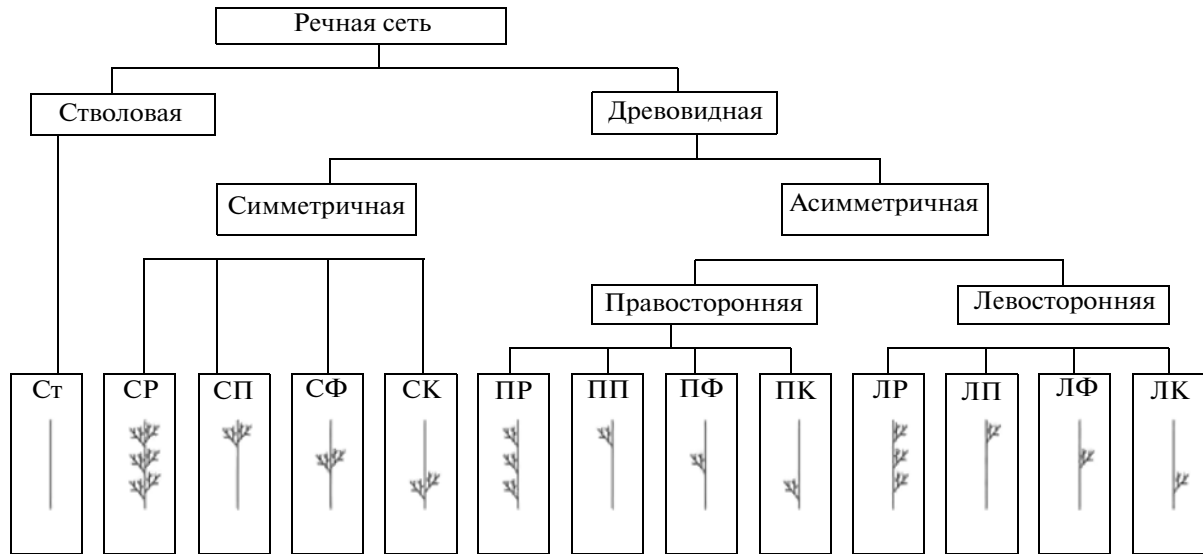 Речная сеть
Стволовая
Древовидная
Симметричная
Асимметричная
Правосторонняя
Левосторонняя
Ст
СР
СП
СФ
СК
ПР
ПП
ПФ
ПК
ЛР
ЛП
ЛФ
ЛК